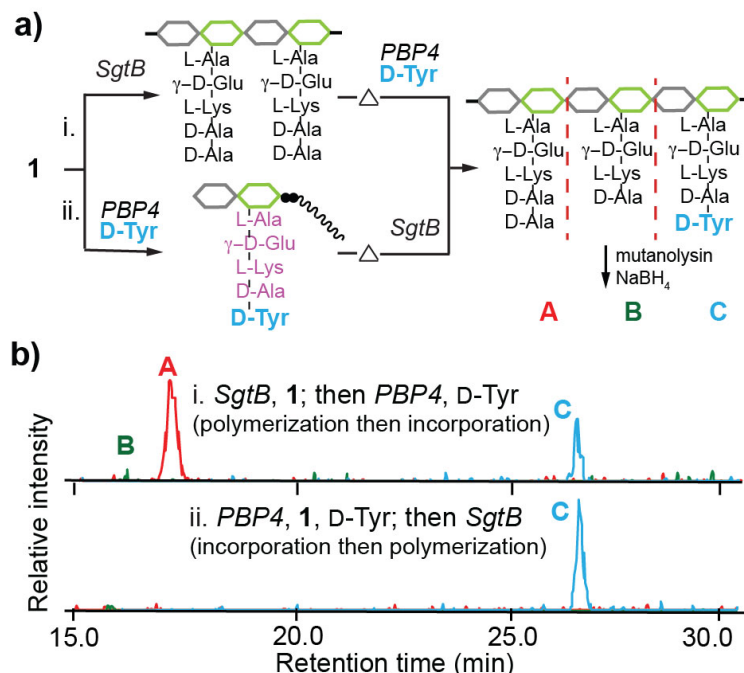 a)
SgtB
i.
1
ii.
PBP4
D-Tyr
L-Ala
γ–D-Glu
L-Lys
D-Ala
D-Ala
L-Ala
γ–D-Glu
L-Lys
D-Ala
D-Ala
L-Ala
γ–D-Glu
L-Lys
D-Ala
D-Tyr
PBP4
D-Tyr
SgtB
L-Ala
γ–D-Glu
L-Lys
D-Ala
D-Ala
L-Ala
γ–D-Glu
L-Lys
D-Ala
L-Ala
γ–D-Glu
L-Lys
D-Ala
D-Tyr
mutanolysin
NaBH4
A B C
b)
A
B
C
i. SgtB, 1; then PBP4, D-Tyr
(polymerization then incorporation)
C
ii. PBP4, 1, D-Tyr; then SgtB
(incorporation then polymerization)
Relative intensity
15.0 20.0 25.0 30.0
Retention time (min)